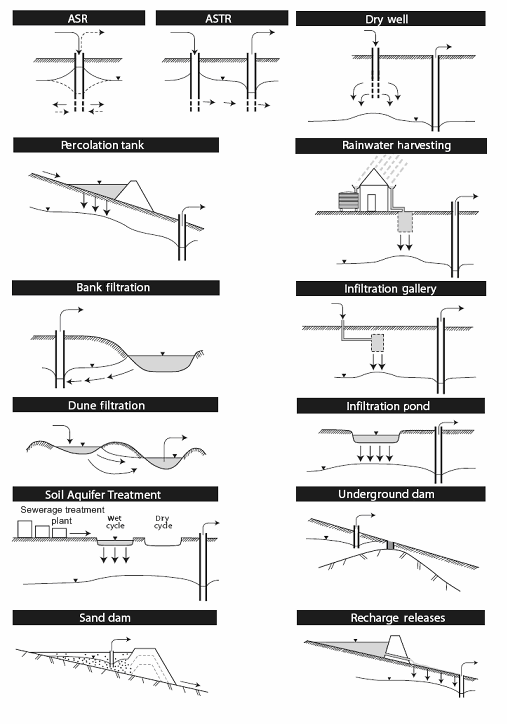 ASR
ASTR
Dry well
Percolation tank
Rainwater harvesting
Bank filtration
Infiltration gallery
Dune filtration
Infiltration pond
Soil Aquifer Treatment
Sewerage treatment
plant
Wet
cycle
Dry
cycle
Underground dam
Sand dam
Recharge releases